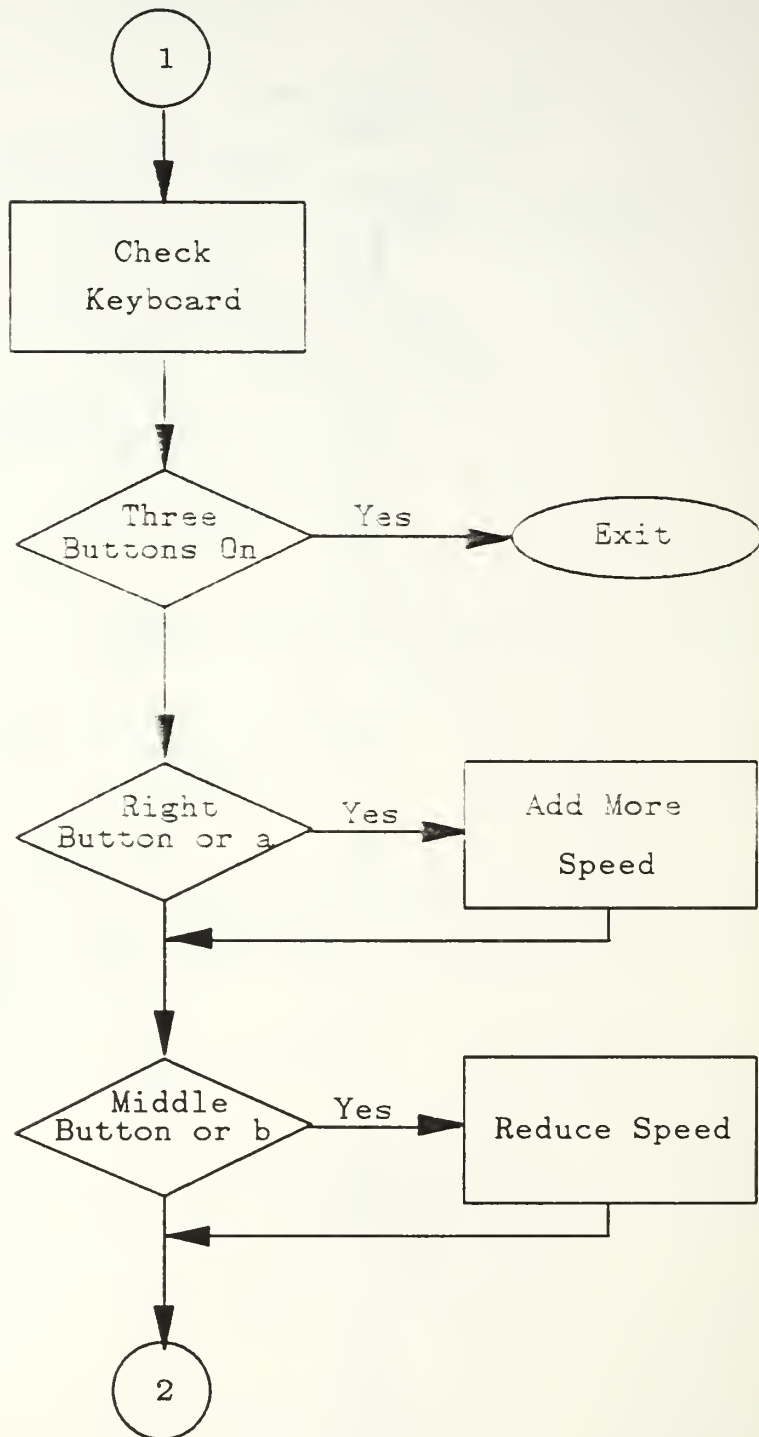 1
Check
Keyboard
Three
Buttons On
Yes
Exit
Right
Button or a
Yes
Add More
Speed
Middle
Button or b
Yes
Reduce Speed
2